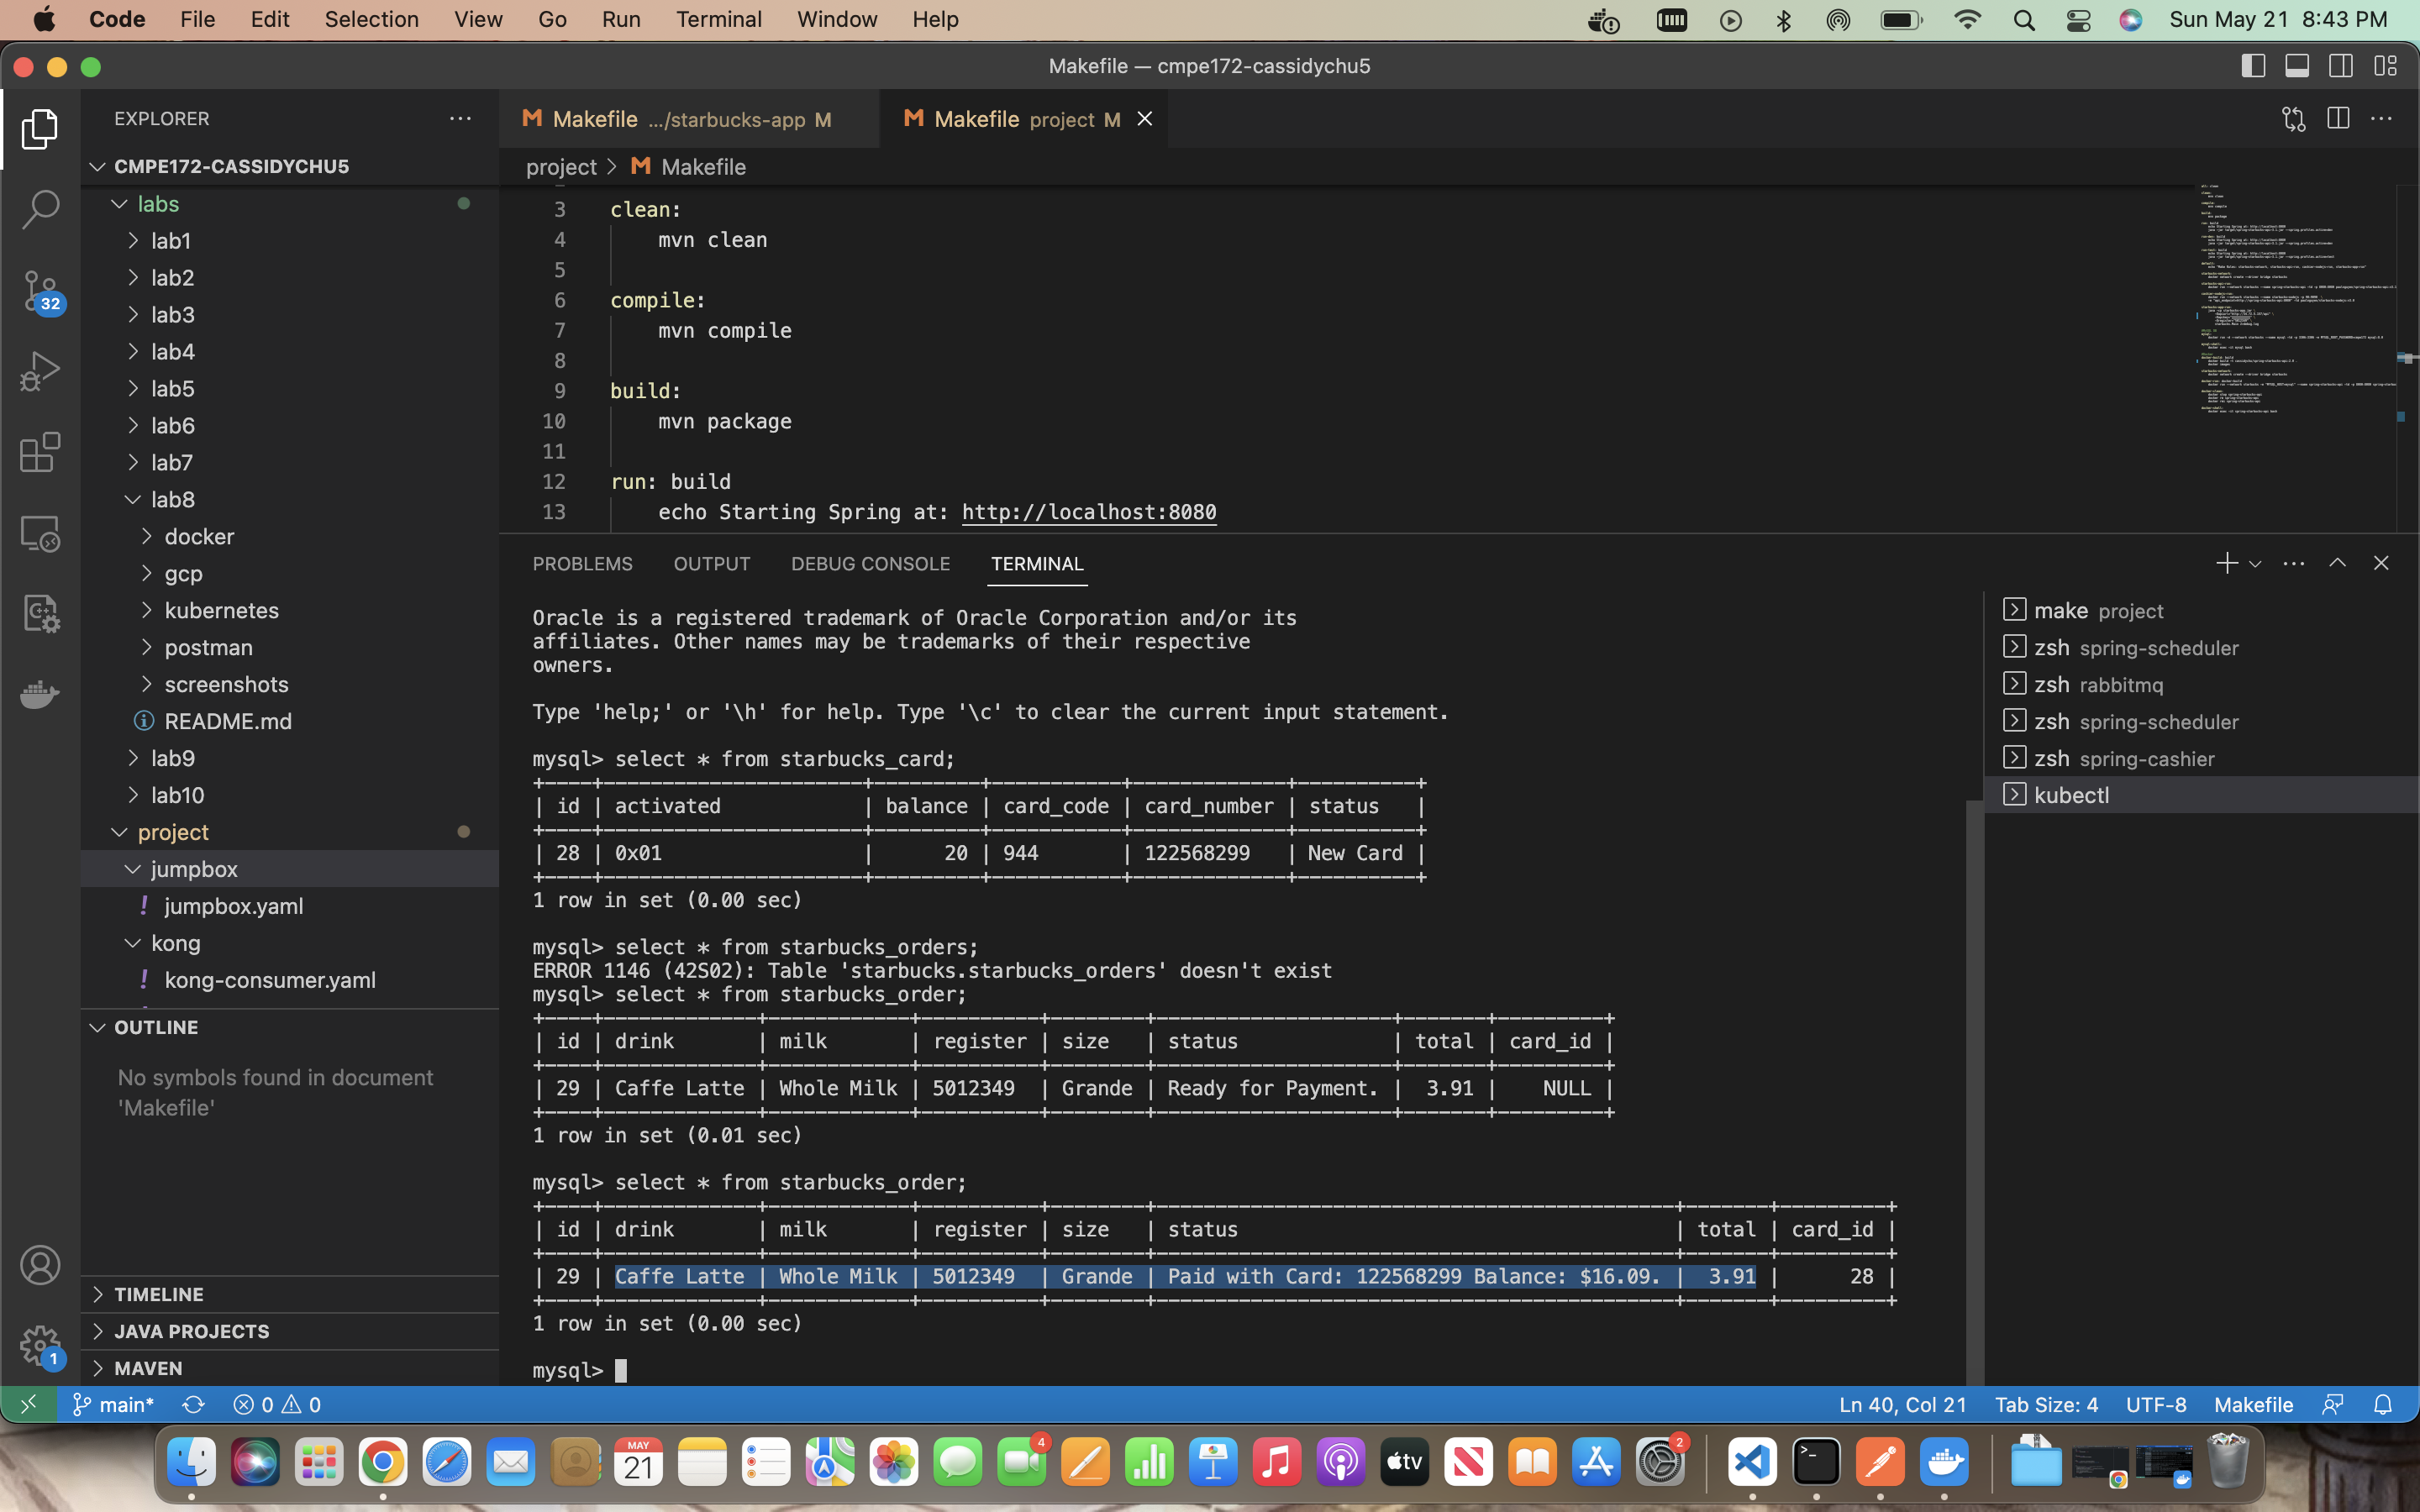 Code File Edit Selection View Go Run Terminal Window Help Sun May 21 8:43 PM
Makefile — cmpe172-cassidychu5
EXPLORER
CMPE172-CASSIDYCHU5
labs
lab1
lab2
lab3
lab4
lab5
lab6
lab7
lab8
docker
gcp
kubernetes
postman
screenshots
README.md
lab9
lab10
project
jumpbox
! jumpbox.yaml
kong
! kong-consumer.yaml
OUTLINE
No symbols found in document
'Makefile'
TIMELINE
JAVA PROJECTS
MAVEN
32
1
M Makefile .../starbucks-app M
M Makefile project M
project > M Makefile
3 clean:
4 mvn clean
5
6 compile:
7 mvn compile
8
9 build:
10 mvn package
11
12 run: build
13 echo Starting Spring at: http://localhost:8080
PROBLEMS OUTPUT DEBUG CONSOLE TERMINAL
Oracle is a registered trademark of Oracle Corporation and/or its
affiliates. Other names may be trademarks of their respective
owners.
Type 'help;' or '\h' for help. Type '\c' to clear the current input statement.
mysql> select * from starbucks_card;
+----+----------------------+---------+-----------+-------------+----------+
| id | activated            | balance | card_code | card_number | status   |
+----+----------------------+---------+-----------+-------------+----------+
| 28 | 0x01                 |      20 | 944       | 122568299   | New Card |
+----+----------------------+---------+-----------+-------------+----------+
1 row in set (0.00 sec)
mysql> select * from starbucks_orders;
ERROR 1146 (42S02): Table 'starbucks.starbucks_orders' doesn't exist
mysql> select * from starbucks_order;
+----+-------------+------------+----------+--------+--------------------+-------+---------+
| id | drink       | milk       | register | size   | status             | total | card_id |
+----+-------------+------------+----------+--------+--------------------+-------+---------+
| 29 | Caffe Latte | Whole Milk | 5012349  | Grande | Ready for Payment. |  3.91 |    NULL |
+----+-------------+------------+----------+--------+--------------------+-------+---------+
1 row in set (0.01 sec)
mysql> select * from starbucks_order;
+----+-------------+------------+----------+--------+--------------------------------------------+-------+---------+
| id | drink       | milk       | register | size   | status                                     | total | card_id |
+----+-------------+------------+----------+--------+--------------------------------------------+-------+---------+
| 29 | Caffe Latte | Whole Milk | 5012349  | Grande | Paid with Card: 122568299 Balance: $16.09. |  3.91 |      28 |
+----+-------------+------------+----------+--------+--------------------------------------------+-------+---------+
1 row in set (0.00 sec)
mysql>
make project
zsh spring-scheduler
zsh rabbitmq
zsh spring-scheduler
zsh spring-cashier
kubectl
main* 0 0 Ln 40, Col 21 Tab Size: 4 UTF-8 Makefile
MAY
21
4
tv
2